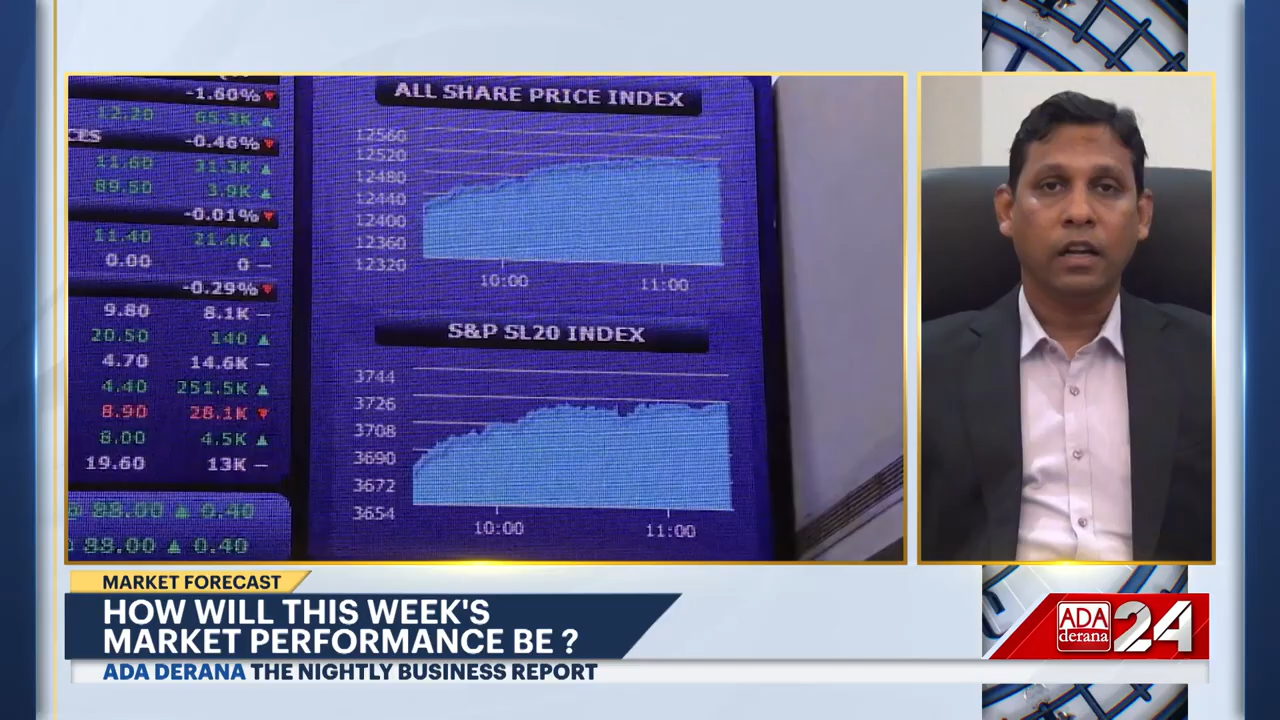 -1.60%
12.20 65.3K
CES -0.46%
11.60 31.3K
89.50 3.9K
-0.01%
11.40 21.4K
0.00 0 –
-0.29%
9.80 8.1K –
20.50 140
4.70 14.6K –
4.40 251.5K
8.90 28.1K
8.00 4.5K
19.60 13K –
88.00 0.40
88.00 0.40
ALL SHARE PRICE INDEX
12560
12520
12480
12440
12400
12360
12320
10:00 11:00
S&P SL20 INDEX
3744
3726
3708
3690
3672
3654
10:00 11:00
MARKET FORECAST
HOW WILL THIS WEEK'S
MARKET PERFORMANCE BE ?
ADA DERANA THE NIGHTLY BUSINESS REPORT
ADA
derana
24